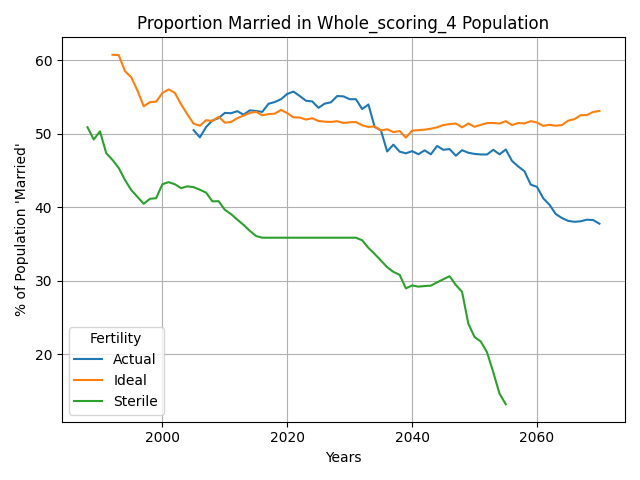 Proportion Married in Whole_scoring_4 Population
% of Population 'Married'
60
50
40
30
20
Fertility
Actual
Ideal
Sterile
2000 2020 2040 2060
Years